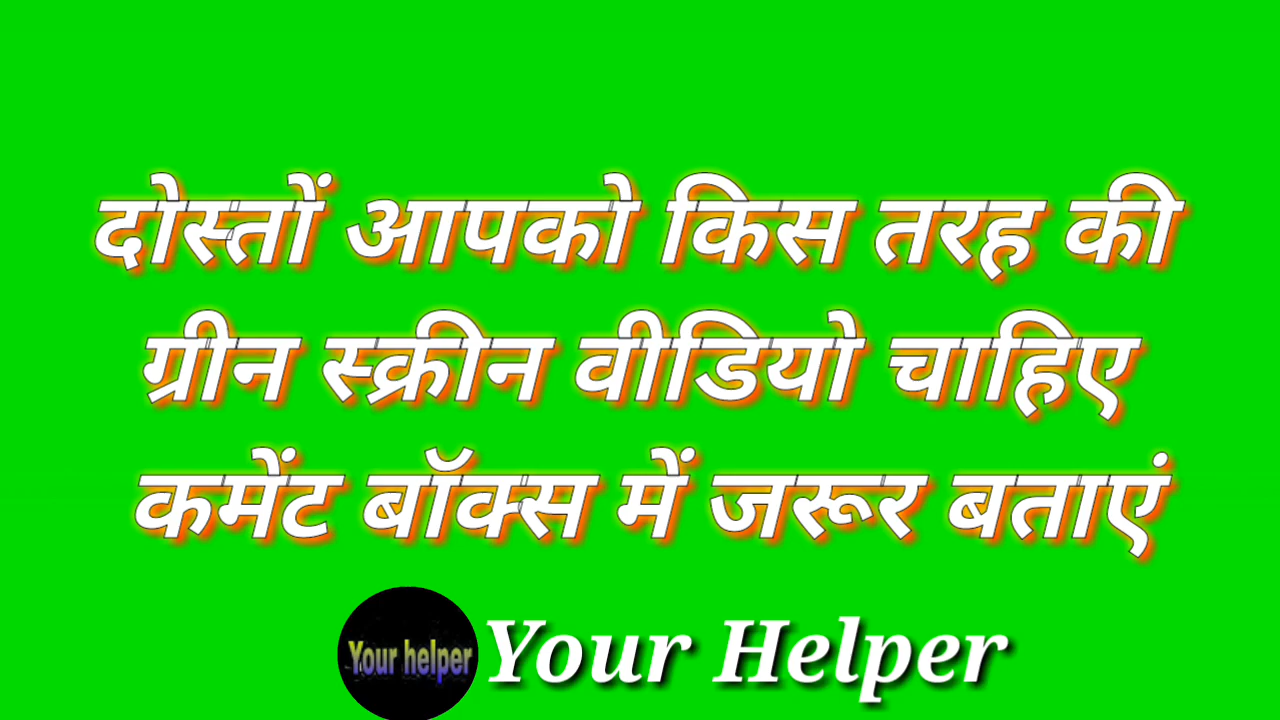 दोस्तों आपको किस तरह की
ग्रीन स्क्रीन वीडियो चाहिए
कमेंट बॉक्स में जरूर बताएं
Your helper
Your Helper